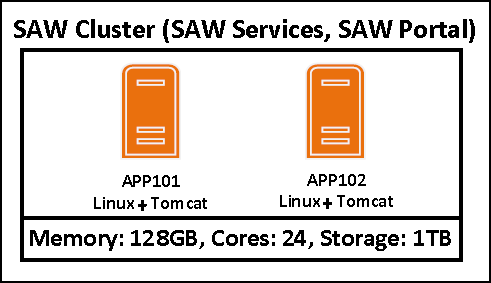 SAW Cluster (SAW Services, SAW Portal)
APP101
Linux+Tomcat
APP102
Linux+Tomcat
Memory: 128GB, Cores: 24, Storage: 1TB